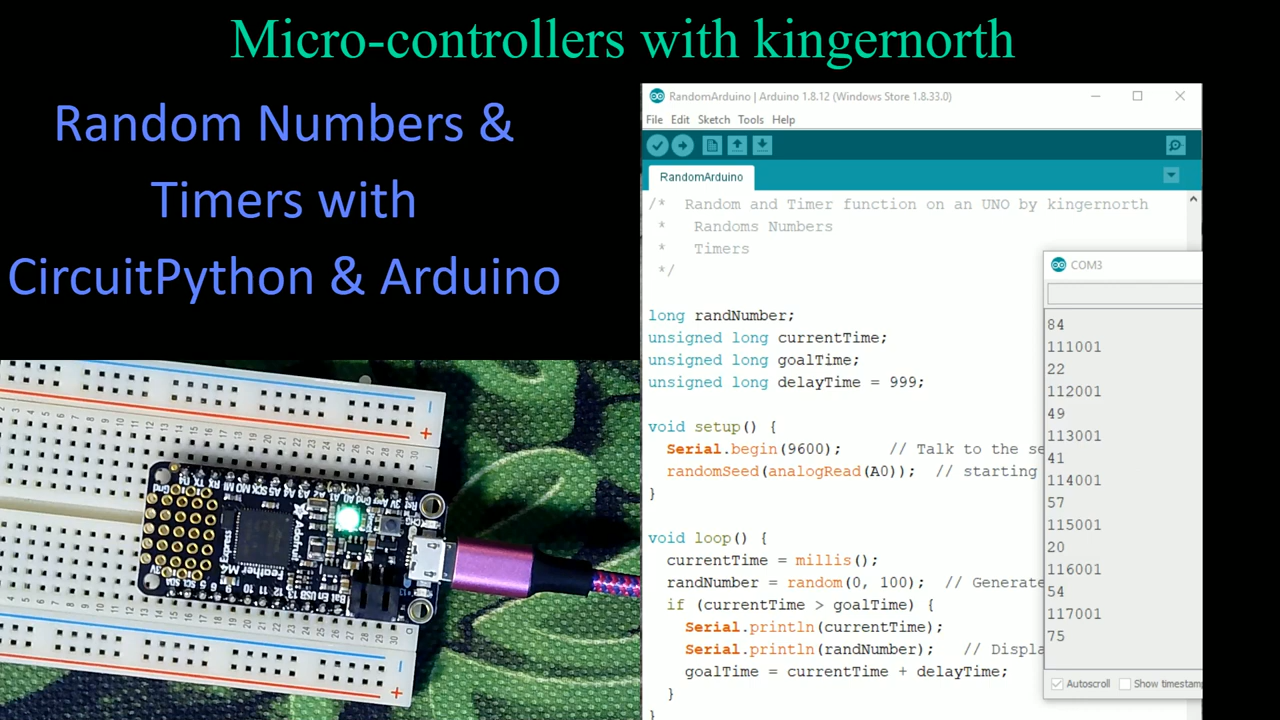 Micro-controllers with kingernorth
Random Numbers &
Timers with
CircuitPython & Arduino
RandomArduino | Arduino 1.8.12 (Windows Store 1.8.33.0)
File Edit Sketch Tools Help
RandomArduino
/* Random and Timer function on an UNO by kingernorth
* Randoms Numbers
* Timers
*/
long randNumber;
unsigned long currentTime;
unsigned long goalTime;
unsigned long delayTime = 999;
void setup() {
Serial.begin(9600); // Talk to the se
randomSeed(analogRead(A0)); // starting
}
void loop() {
currentTime = millis();
randNumber = random(0, 100); // Generate
if (currentTime > goalTime) {
Serial.println(currentTime);
Serial.println(randNumber); // Displa
goalTime = currentTime + delayTime;
}
}
COM3
84
111001
22
112001
49
113001
41
114001
57
115001
20
116001
54
117001
75
Autoscroll Show timestamp
Adafruit
Feather M4
Express